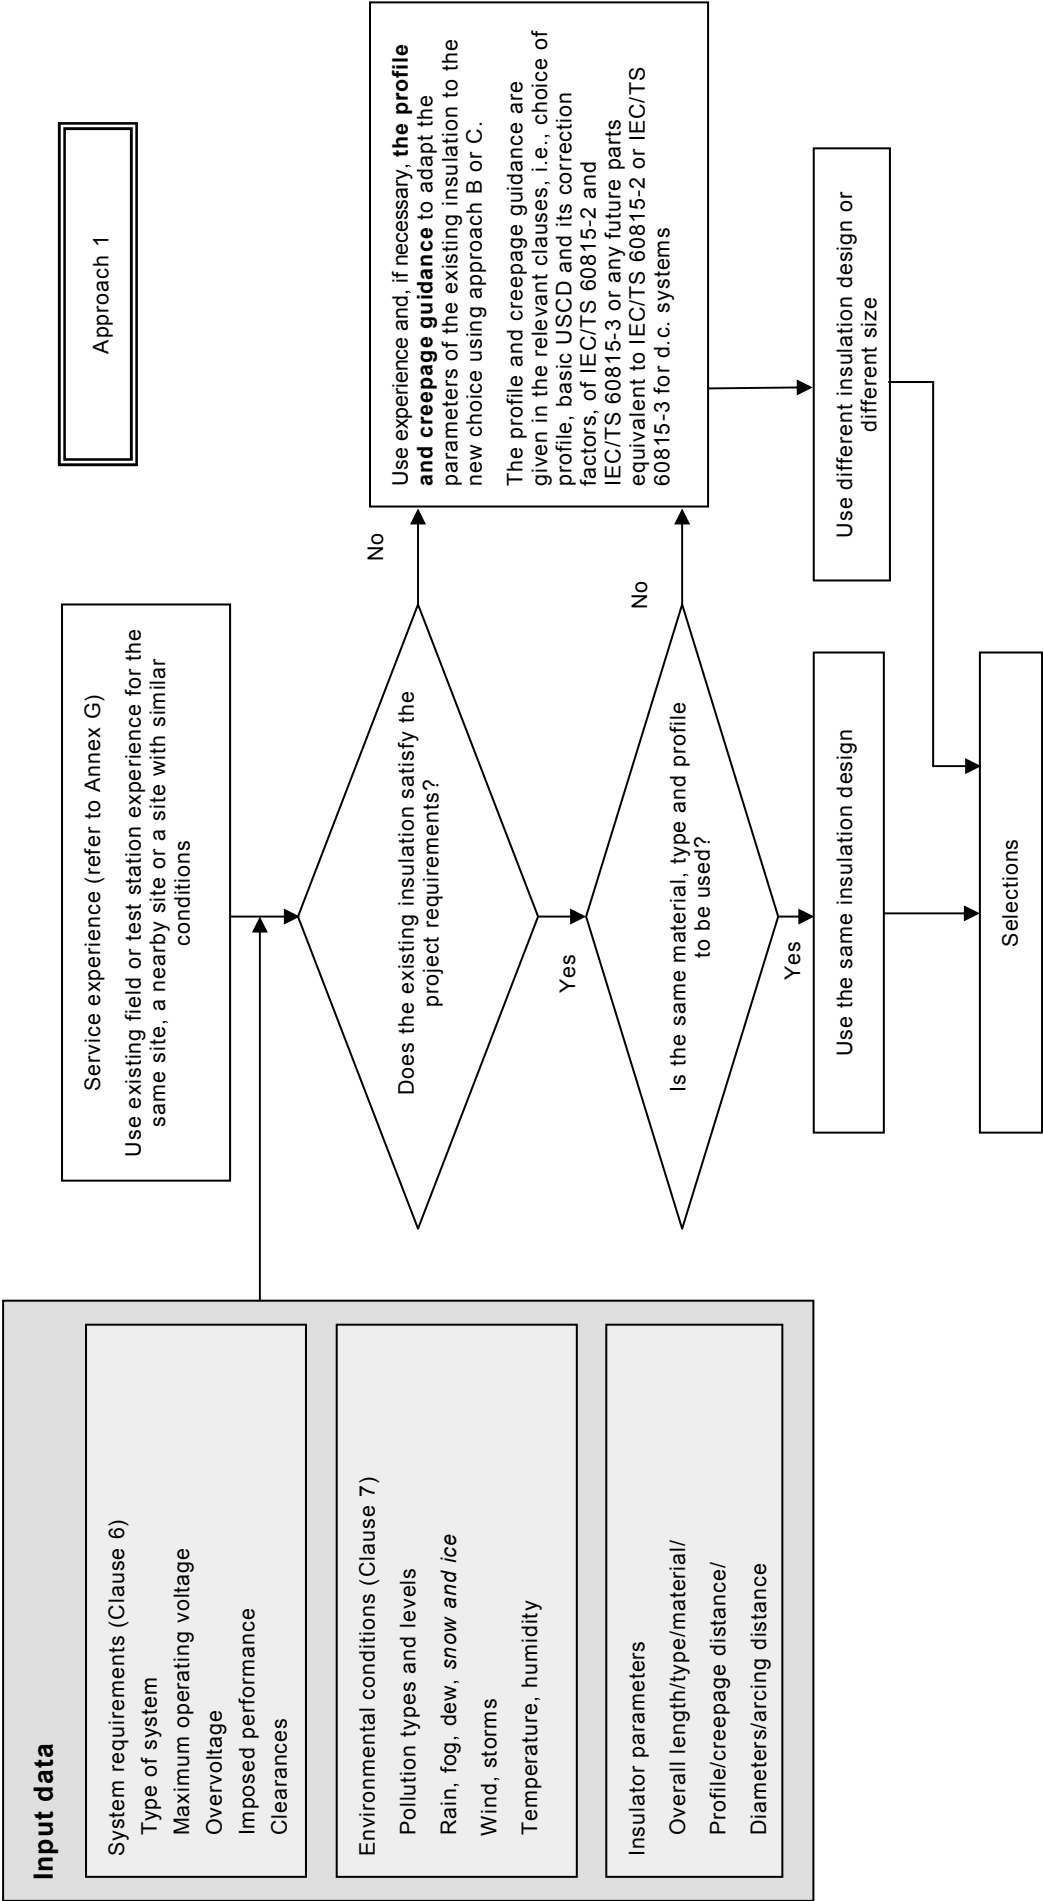 Input data
System requirements (Clause 6)
Type of system
Maximum operating voltage
Overvoltage
Imposed performance
Clearances
Environmental conditions (Clause 7)
Pollution types and levels
Rain, fog, dew, snow and ice
Wind, storms
Temperature, humidity
Insulator parameters
Overall length/type/material/
Profile/creepage distance/
Diameters/arcing distance
Service experience (refer to Annex G)
Use existing field or test station experience for the
same site, a nearby site or a site with similar
conditions
Does the existing insulation satisfy the
project requirements?
Yes
No
Is the same material, type and profile
to be used?
Yes
No
Use the same insulation design
Selections
Approach 1
Use experience and, if necessary, the profile
and creepage guidance to adapt the
parameters of the existing insulation to the
new choice using approach B or C.
The profile and creepage guidance are
given in the relevant clauses, i.e., choice of
profile, basic USCD and its correction
factors, of IEC/TS 60815-2 and
IEC/TS 60815-3 or any future parts
equivalent to IEC/TS 60815-2 or IEC/TS
60815-3 for d.c. systems
Use different insulation design or
different size